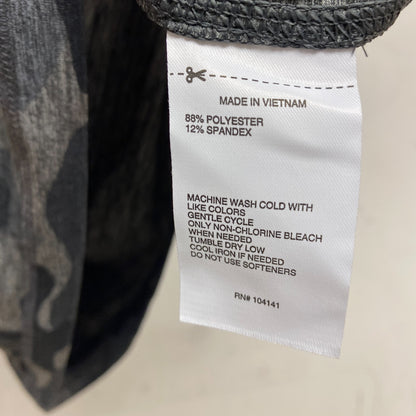 MADE IN VIETNAM
88% POLYESTER
12% SPANDEX
MACHINE WASH COLD WITH
LIKE COLORS
GENTLE CYCLE
ONLY NON-CHLORINE BLEACH
WHEN NEEDED
TUMBLE DRY LOW
COOL IRON IF NEEDED
DO NOT USE SOFTENERS
RN# 104141